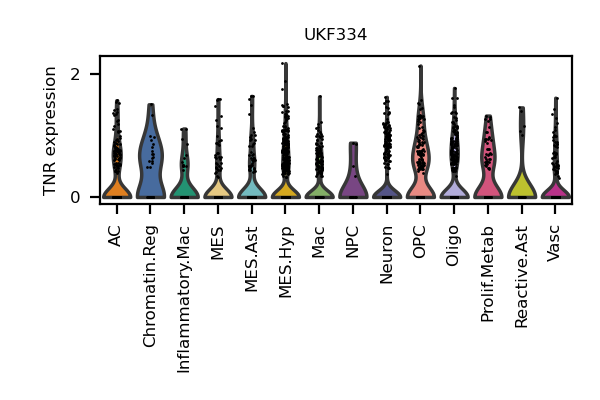 UKF334
TNR expression
2
0
AC
Chromatin.Reg
Inflammatory.Mac
MES
MES.Ast
MES.Hyp
Mac
NPC
Neuron
OPC
Oligo
Prolif.Metab
Reactive.Ast
Vasc